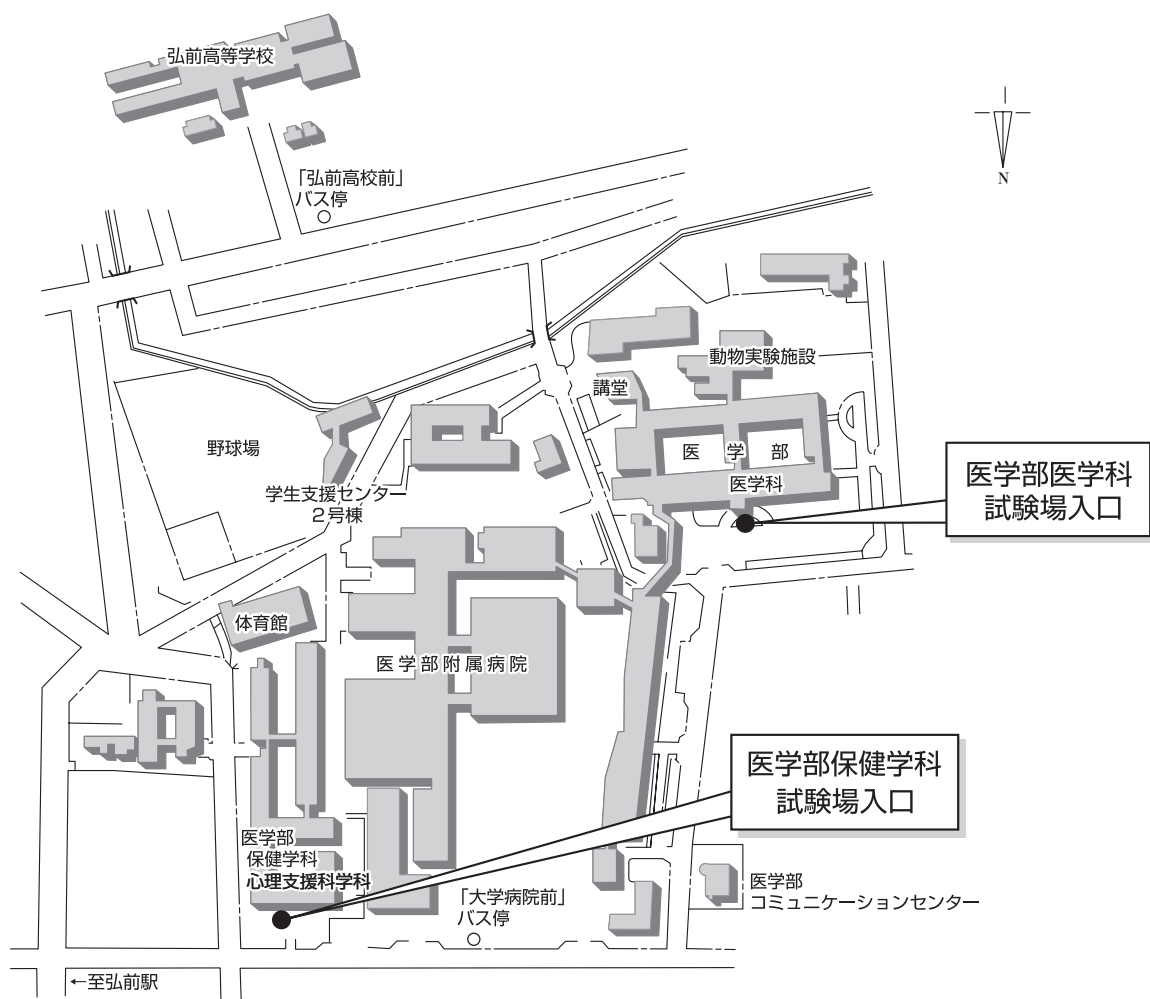 弘前高等学校
N
「弘前高校前」
バス停
動物実験施設
講堂
野球場
医学部
医学科
医学部医学科
試験場入口
学生支援センター
2号棟
体育館
医学部附属病院
医学部保健学科
試験場入口
医学部
保健学科
心理支援科学科
「大学病院前」
バス停
医学部
コミュニケーションセンター
←至弘前駅